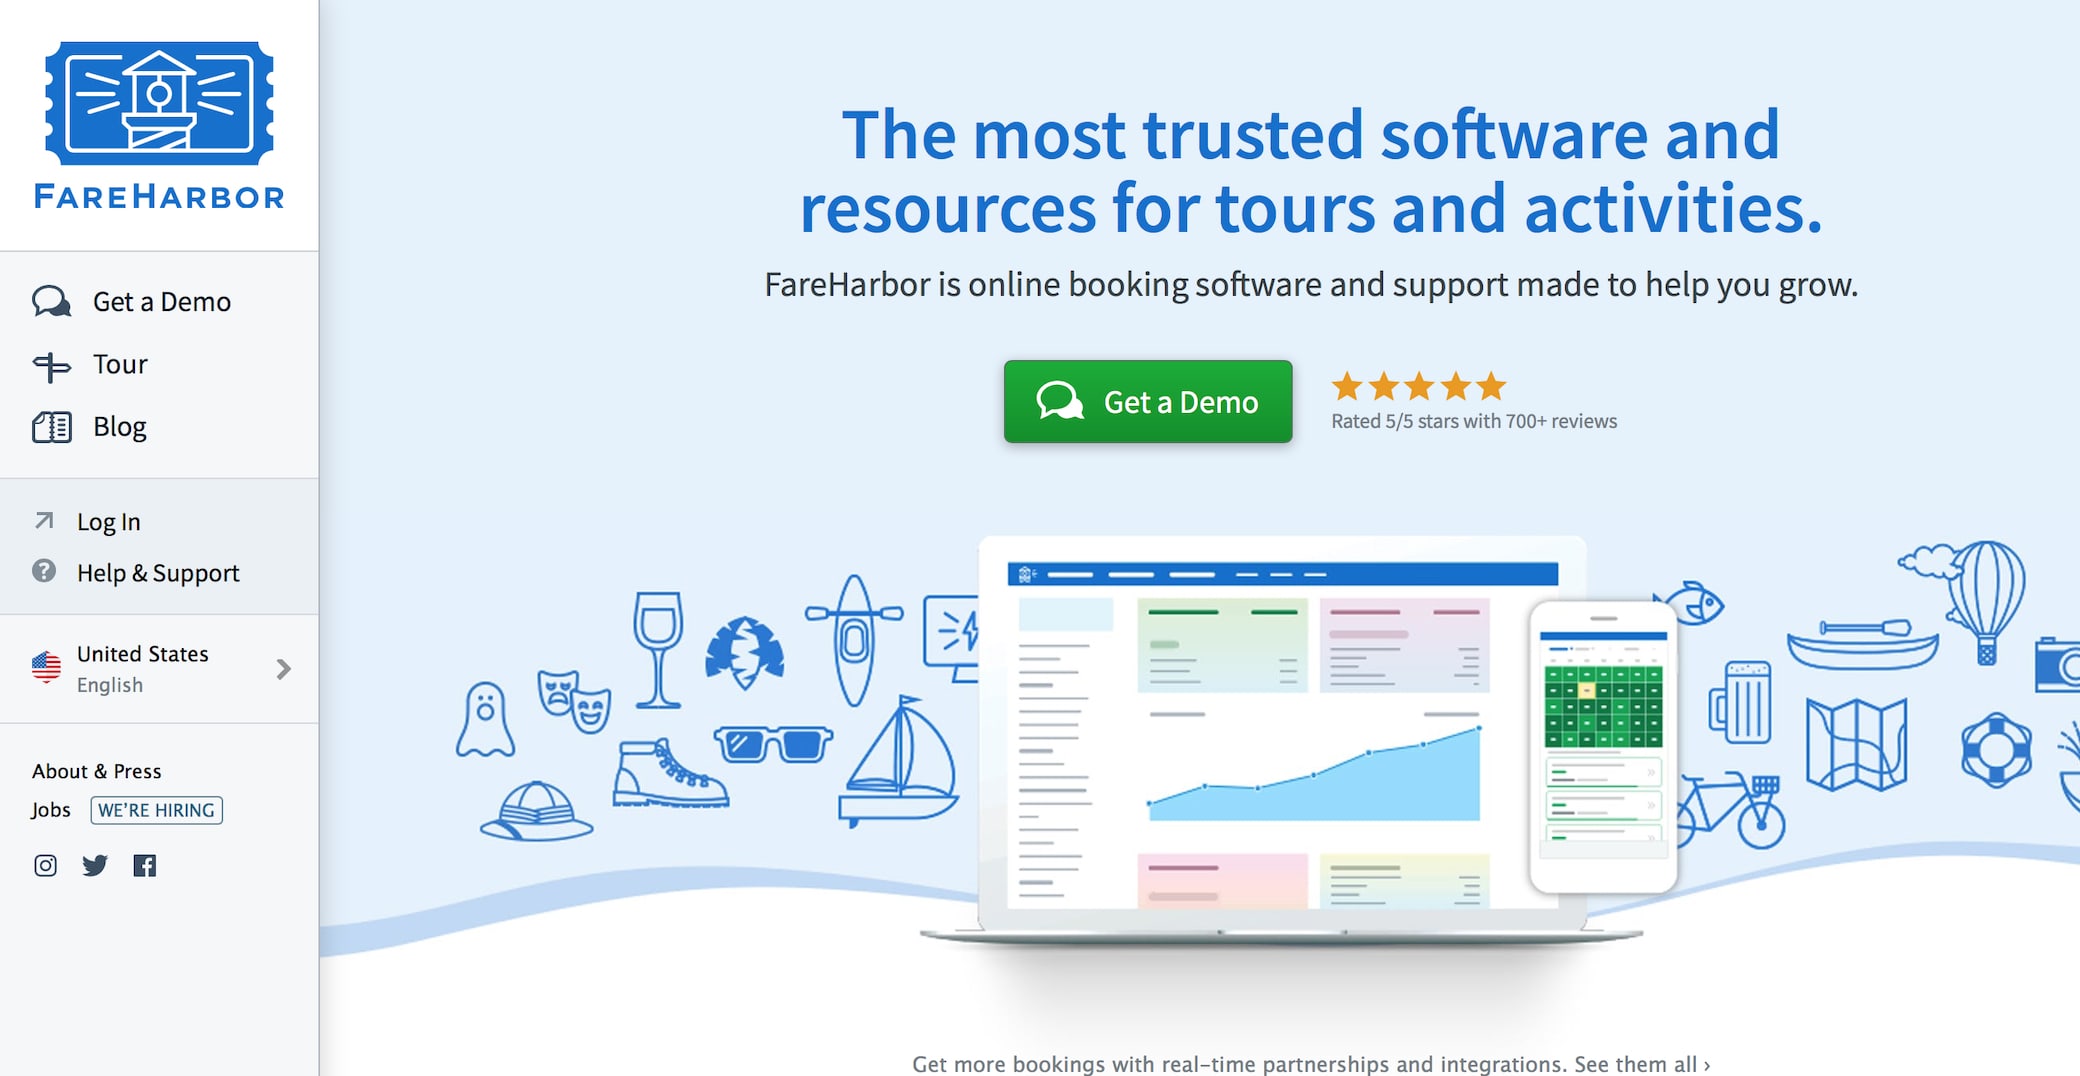 FAREHARBOR
Get a Demo
Tour
Blog
Log In
Help & Support
United States
English
About & Press
Jobs WE'RE HIRING
The most trusted software and
resources for tours and activities.
FareHarbor is online booking software and support made to help you grow.
Get a Demo
Rated 5/5 stars with 700+ reviews
Get more bookings with real-time partnerships and integrations. See them all ›